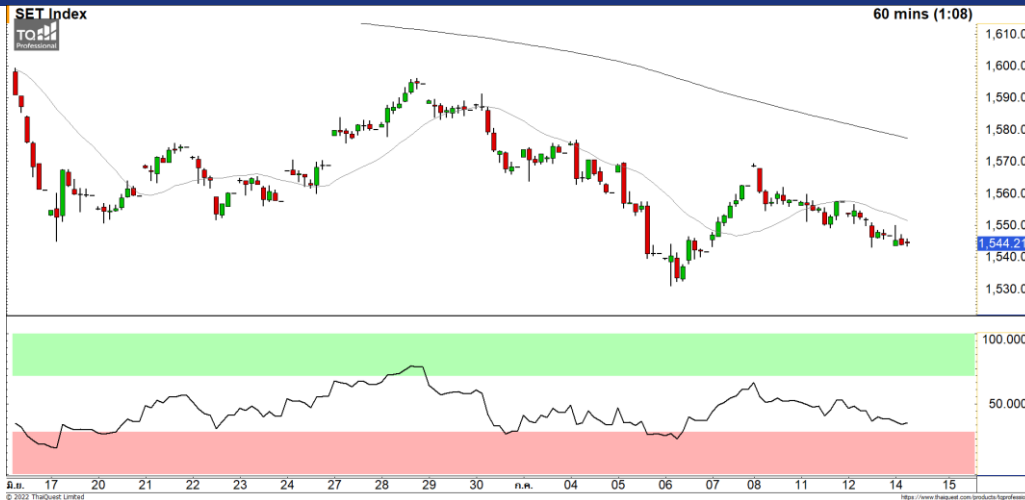 SET Index
60 mins (1:08)
TQ
Professional
1,610.0
1,600.0
1,590.0
1,580.0
1,570.0
1,560.0
1,550.0
1,544.21
1,540.0
1,530.0
100.000
50.000
มิ.ย. 17 20 21 22 23 24 27 28 29 30 ก.ค. 04 05 06 07 08 11 12 14 15
© 2022 ThaiQuest Limited
https://www.thaiquest.com/products/tqprofessio